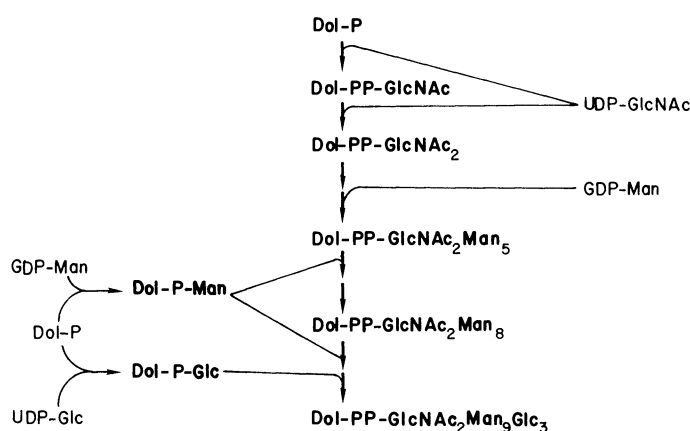 Dol-P
Dol-PP-GlcNAc
UDP-GlcNAc
Dol-PP-GlcNAc₂
GDP-Man
Dol-PP-GlcNAc₂Man₅
GDP-Man
Dol-P-Man
Dol-P
Dol-PP-GlcNAc₂Man₈
Dol-P-Glc
UDP-Glc
Dol-PP-GlcNAc₂Man₉Glc₃